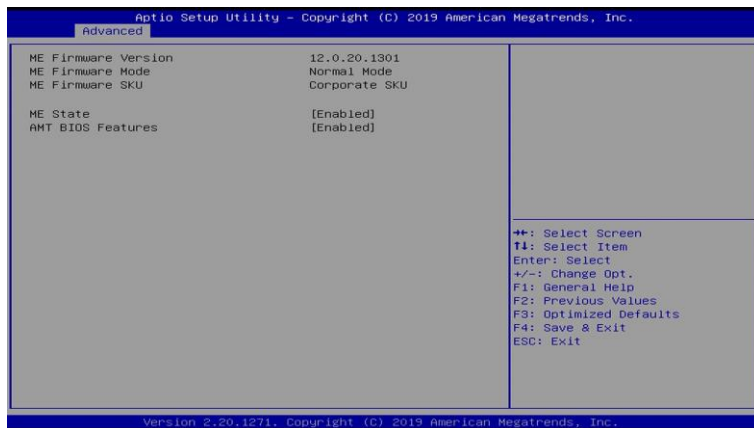 Aptio Setup Utility – Copyright (C) 2019 American Megatrends, Inc.
Advanced
ME Firmware Version 12.0.20.1301
ME Firmware Mode Normal Mode
ME Firmware SKU Corporate SKU
ME State [Enabled]
AMT BIOS Features [Enabled]
→←: Select Screen
↑↓: Select Item
Enter: Select
+/-: Change Opt.
F1: General Help
F2: Previous Values
F3: Optimized Defaults
F4: Save & Exit
ESC: Exit
Version 2.20.1271. Copyright (C) 2019 American Megatrends, Inc.